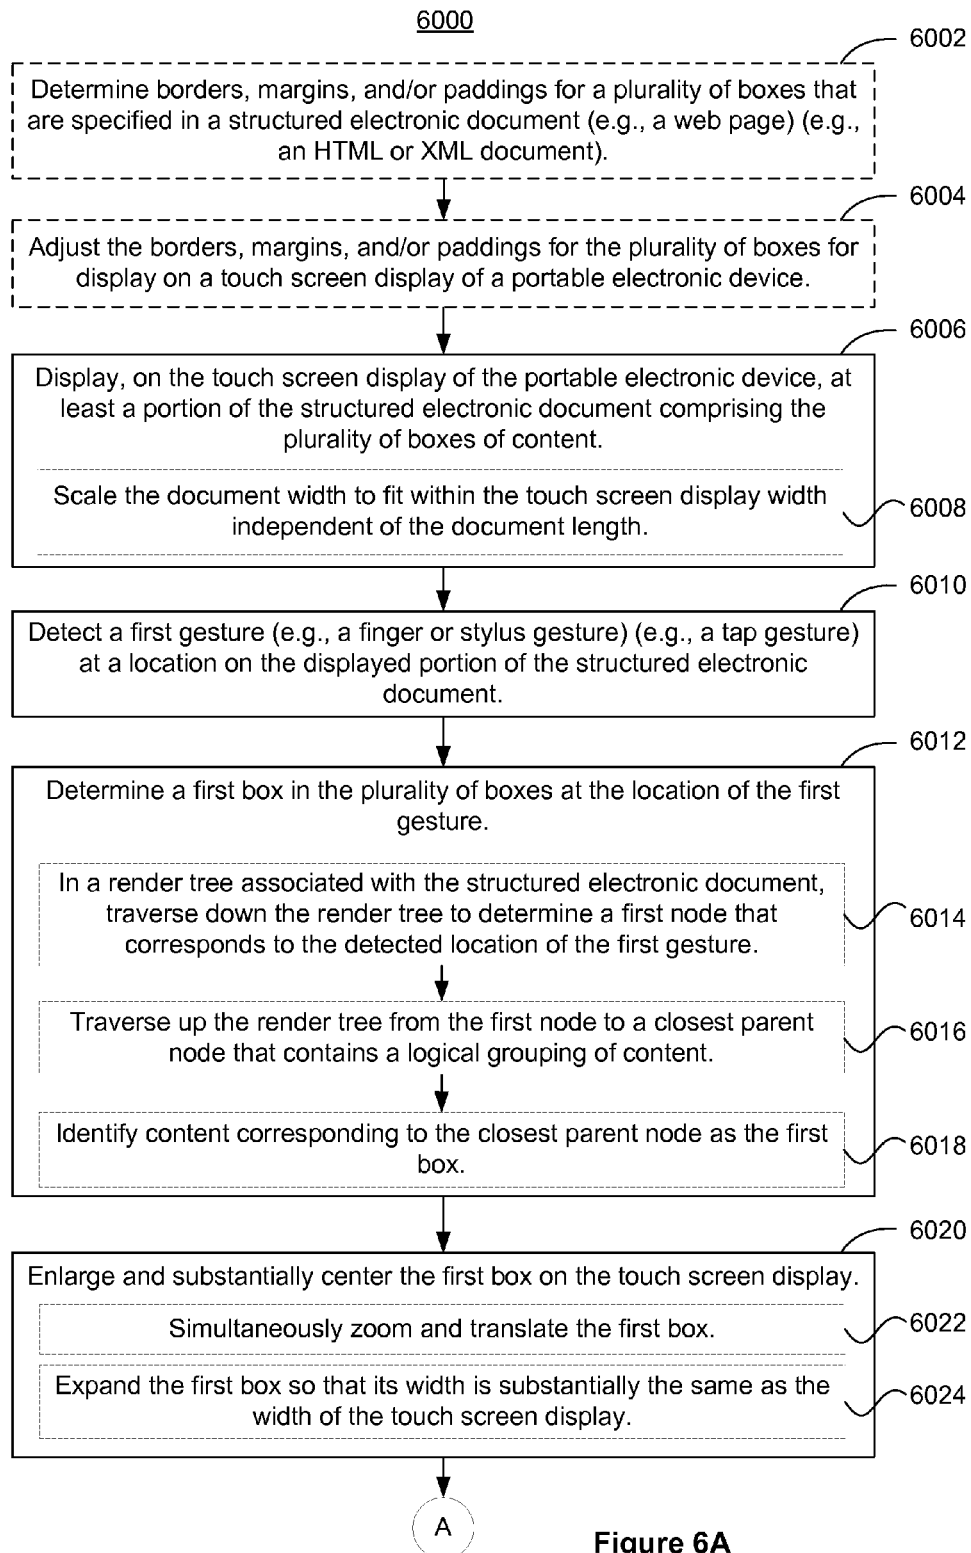 6000
6002
Determine borders, margins, and/or paddings for a plurality of boxes that
are specified in a structured electronic document (e.g., a web page) (e.g.,
an HTML or XML document).
6004
Adjust the borders, margins, and/or paddings for the plurality of boxes for
display on a touch screen display of a portable electronic device.
6006
Display, on the touch screen display of the portable electronic device, at
least a portion of the structured electronic document comprising the
plurality of boxes of content.
Scale the document width to fit within the touch screen display width
independent of the document length.
6008
6010
Detect a first gesture (e.g., a finger or stylus gesture) (e.g., a tap gesture)
at a location on the displayed portion of the structured electronic
document.
6012
Determine a first box in the plurality of boxes at the location of the first
gesture.
In a render tree associated with the structured electronic document,
traverse down the render tree to determine a first node that
corresponds to the detected location of the first gesture.
6014
Traverse up the render tree from the first node to a closest parent
node that contains a logical grouping of content.
6016
Identify content corresponding to the closest parent node as the first
box.
6018
6020
Enlarge and substantially center the first box on the touch screen display.
Simultaneously zoom and translate the first box.
6022
Expand the first box so that its width is substantially the same as the
width of the touch screen display.
6024
A
Figure 6A